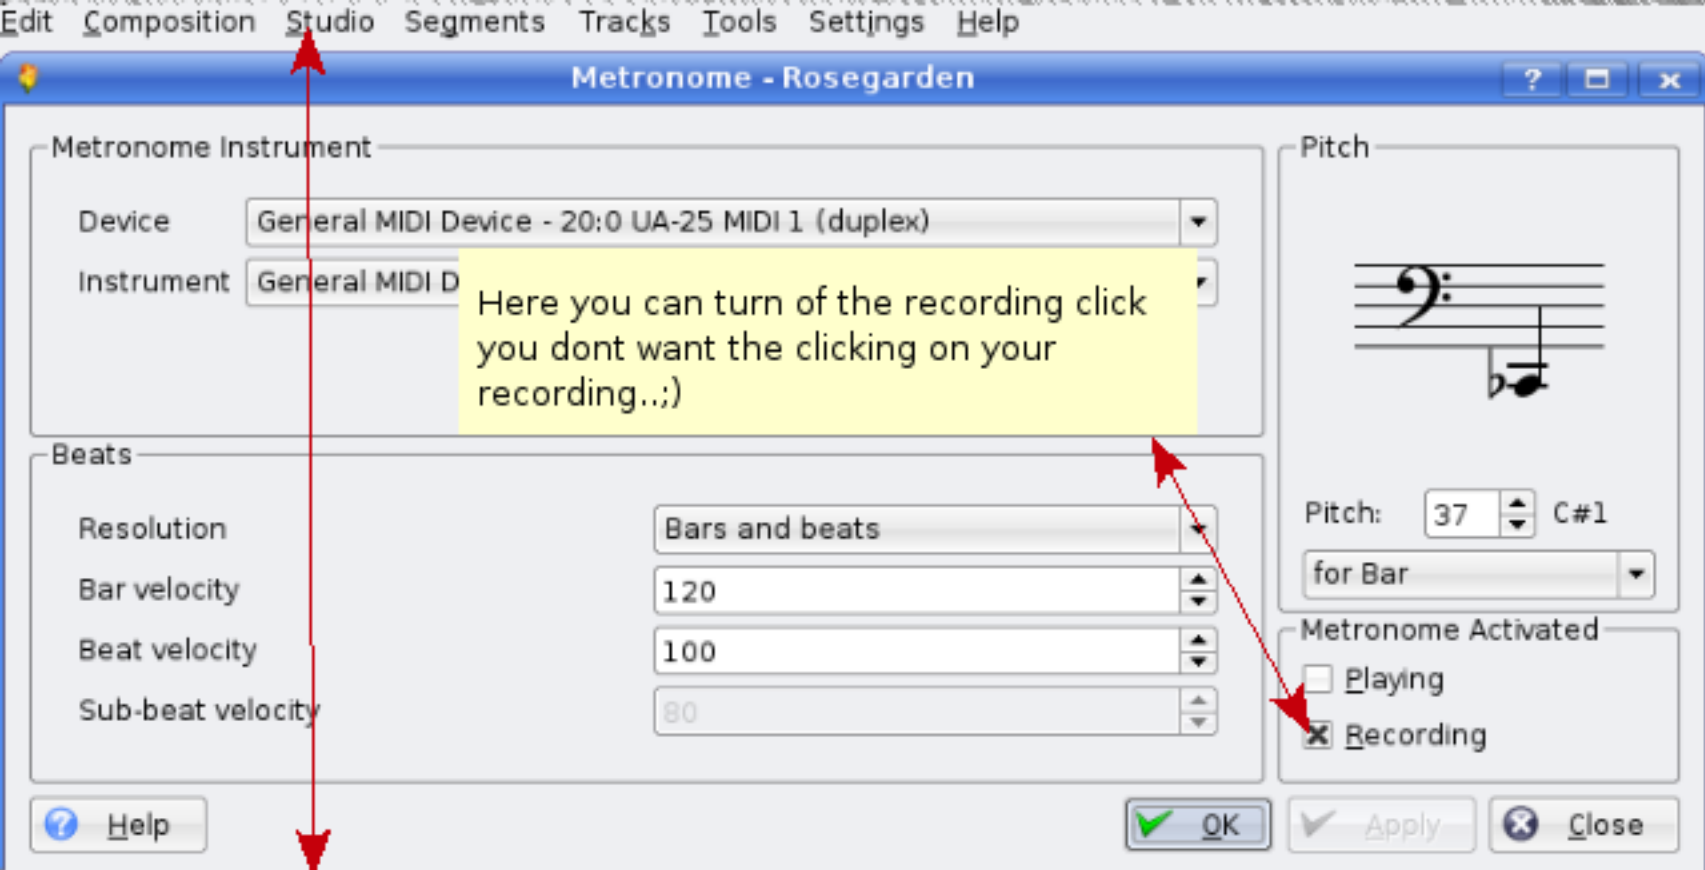 Edit Composition Studio Segments Tracks Tools Settings Help
Metronome - Rosegarden
Metronome Instrument
Device General MIDI Device - 20:0 UA-25 MIDI 1 (duplex)
Instrument General MIDI D
Here you can turn of the recording click
you dont want the clicking on your
recording..;)
Beats
Resolution Bars and beats
Bar velocity 120
Beat velocity 100
Sub-beat velocity 80
Pitch
Pitch: 37 C#1
for Bar
Metronome Activated
Playing
Recording
Help OK Apply Close